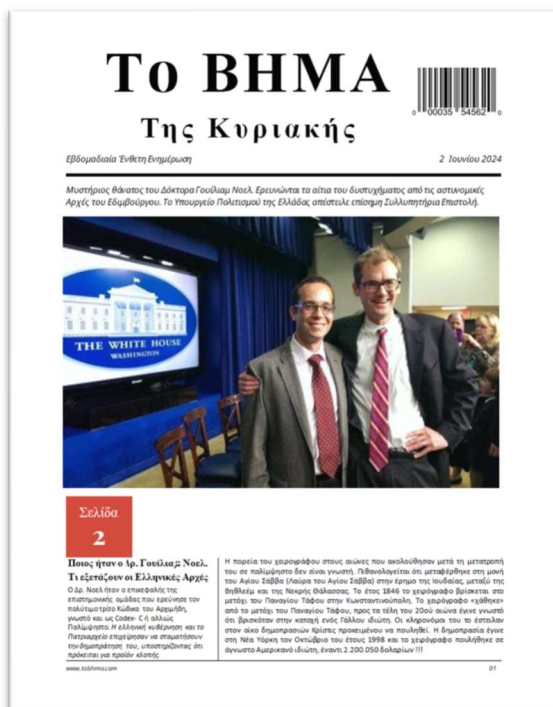 Το ΒΗΜΑ
Της Κυριακής
0 00035 54562 0
Εβδομαδιαία Ένθετη Ενημέρωση
2 Ιουνίου 2024
Μυστήριος θάνατος του Δόκτορα Γουίλιαμ Νοελ. Ερευνώνται τα αίτια του δυστυχήματος από τις αστυνομικές
Αρχές του Εδιμβούργου. Το Υπουργείο Πολιτισμού της Ελλάδας απέστειλε επίσημη Συλλυπητήρια Επιστολή.
THE WHITE HOUSE
WASHINGTON
Σελίδα
2
Ποιος ήταν ο Δρ. Γουίλιαμ Νοελ.
Τι εξετάζουν οι Ελληνικές Αρχές
Ο Δρ. Νοελ ήταν ο επικεφαλής της
επιστημονικής ομάδας που ερεύνησε τον
πολύτιμο τρίτο Κώδικα του Αρχιμήδη,
γνωστό και ως Codex- C ή αλλιώς
Παλίμψηστο. Η ελληνική κυβέρνηση και το
Πατριαρχείο επιχείρησαν να σταματήσουν
την δημοπράτηση του, υποστηρίζοντας ότι
πρόκειται για προϊόν κλοπής.
Η πορεία του χειρογράφου στους αιώνες που ακολούθησαν μετά τη μετατροπή
του σε παλίμψηστο δεν είναι γνωστή. Πιθανολογείται ότι μεταφέρθηκε στη μονή
του Αγίου Σάββα (Λαύρα του Αγίου Σάββα) στην έρημο της Ιουδαίας, μεταξύ της
Βηθλεέμ και της Νεκρής Θάλασσας. Το έτος 1846 το χειρόγραφο βρίσκεται στο
μετόχι του Παναγίου Τάφου στην Κωνσταντινούπολη. Το χειρόγραφο «χάθηκε»
από το μετόχι του Παναγίου Τάφου, προς τα τέλη του 20ού αιώνα έγινε γνωστό
ότι βρισκόταν στην κατοχή ενός Γάλλου ιδιώτη. Οι κληρονόμοι του το έστειλαν
στον οίκο δημοπρασιών Κρίστις προκειμένου να πουληθεί. Η δημοπρασία έγινε
στη Νέα Υόρκη τον Οκτώβριο του έτους 1998 και το χειρόγραφο πουλήθηκε σε
άγνωστο Αμερικανό ιδιώτη, έναντι 2.200.050 δολαρίων !!!
www.tobhma.com
01